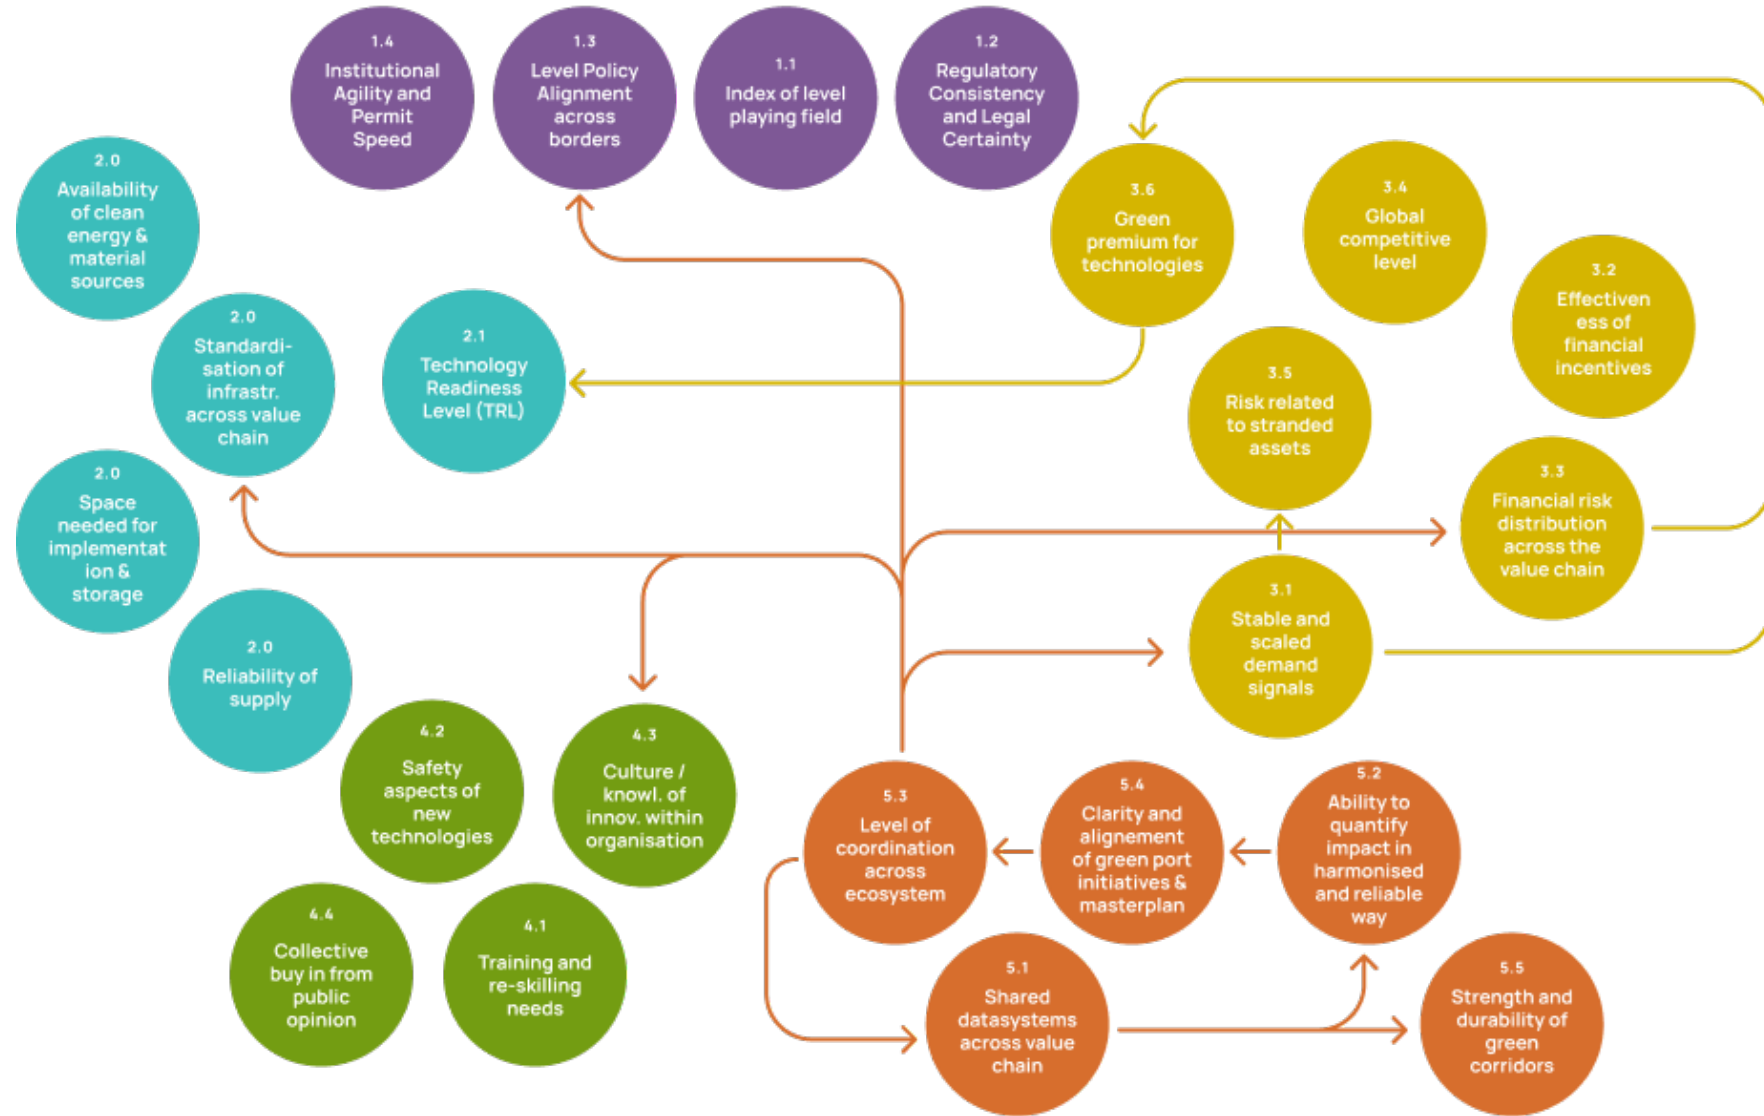 1.4
Institutional
Agility and
Permit
Speed
1.3
Level Policy
Alignment
across
borders
1.1
Index of level
playing field
1.2
Regulatory
Consistency
and Legal
Certainty
2.0
Availability
of clean
energy &
material
sources
2.0
Standardi-
sation of
infrastr.
across value
chain
2.1
Technology
Readiness
Level (TRL)
2.0
Space
needed for
implementat
ion &
storage
2.0
Reliability of
supply
3.6
Green
premium for
technologies
3.4
Global
competitive
level
3.2
Effectiven
ess of
financial
incentives
3.5
Risk related
to stranded
assets
3.3
Financial risk
distribution
across the
value chain
3.1
Stable and
scaled
demand
signals
4.2
Safety
aspects of
new
technologies
4.3
Culture /
knowl. of
innov. within
organisation
4.4
Collective
buy in from
public
opinion
4.1
Training and
re-skilling
needs
5.3
Level of
coordination
across
ecosystem
5.4
Clarity and
alignement
of green port
initiatives &
masterplan
5.2
Ability to
quantify
impact in
harmonised
and reliable
way
5.1
Shared
datasystems
across value
chain
5.5
Strength and
durability of
green
corridors